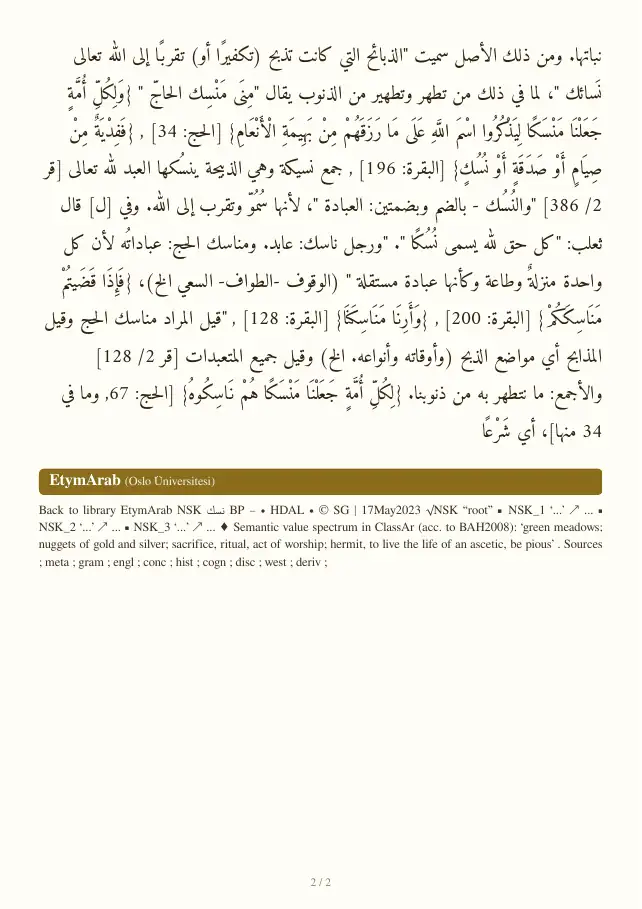 نباتها. ومن ذلك الأصل سميت "الذبائح التي كانت تذبح (تكفيرًا أو) تقربًا إلى الله تعالى
نَسائك "، لما في ذلك من تطهر وتطهير من الذنوب يقال "مِنَى مَنْسِك الحاجّ " {وَلِكُلِّ أُمَّةٍ
جَعَلْنَا مَنْسَكًا لِيَذْكُرُوا اسْمَ اللَّهِ عَلَى مَا رَزَقَهُمْ مِنْ بَهِيمَةِ الْأَنْعَامِ} [الحج: 34] , {فَفِدْيَةٌ مِنْ
صِيَامٍ أَوْ صَدَقَةٍ أَوْ نُسُكٍ} [البقرة: 196] , جمع نسيكة وهي الذبيحة ينسُكها العبد لله تعالى [قر
2/ 386] "والنُسُك - بالضم وبضمتين: العبادة "، لأنها سُمُوّ وتقرب إلى الله. وفي [ل] قال
ثعلب: "كل حق لله يسمى نُسُكًا ". "ورجل ناسك: عابد. ومناسك الحج: عباداتُه لأن كل
واحدة منزلةٌ وطاعة وكأنها عبادة مستقلة " (الوقوف -الطواف- السعي الخ)، {فَإِذَا قَضَيْتُمْ
مَنَاسِكَكُمْ} [البقرة: 200] , {وَأَرِنَا مَنَاسِكَنَا} [البقرة: 128] , "قيل المراد مناسك الحج وقيل
المذابح أي مواضع الذبح (وأوقاته وأنواعه. الخ) وقيل جميع المتعبدات [قر 2/ 128]
والأجمع: ما نتطهر به من ذنوبنا. {لِكُلِّ أُمَّةٍ جَعَلْنَا مَنْسَكًا هُمْ نَاسِكُوهُ} [الحج: 67, وما في
34 منها]، أي شَرْعًا
EtymArab (Oslo Üniversitesi)
Back to library EtymArab NSK نسك BP – • HDAL • © SG | 17May2023 √NSK “root” ▪ NSK_1 ‘...’ ↗ ... ▪
NSK_2 ‘...’ ↗ ... ▪ NSK_3 ‘...’ ↗ ... ♦ Semantic value spectrum in ClassAr (acc. to BAH2008): ‘green meadows;
nuggets of gold and silver; sacrifice, ritual, act of worship; hermit, to live the life of an ascetic, be pious’ . Sources
; meta ; gram ; engl ; conc ; hist ; cogn ; disc ; west ; deriv ;
2 / 2